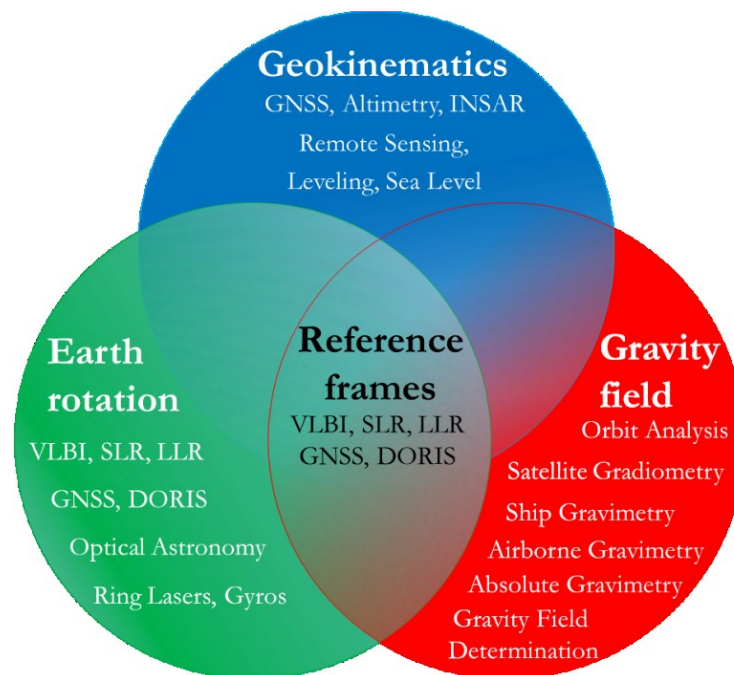 Geokinematics
GNSS, Altimetry, INSAR
Remote Sensing,
Leveling, Sea Level
Earth
rotation
VLBI, SLR, LLR
GNSS, DORIS
Optical Astronomy
Ring Lasers, Gyros
Reference
frames
VLBI, SLR, LLR
GNSS, DORIS
Gravity
field
Orbit Analysis
Satellite Gradiometry
Ship Gravimetry
Airborne Gravimetry
Absolute Gravimetry
Gravity Field
Determination